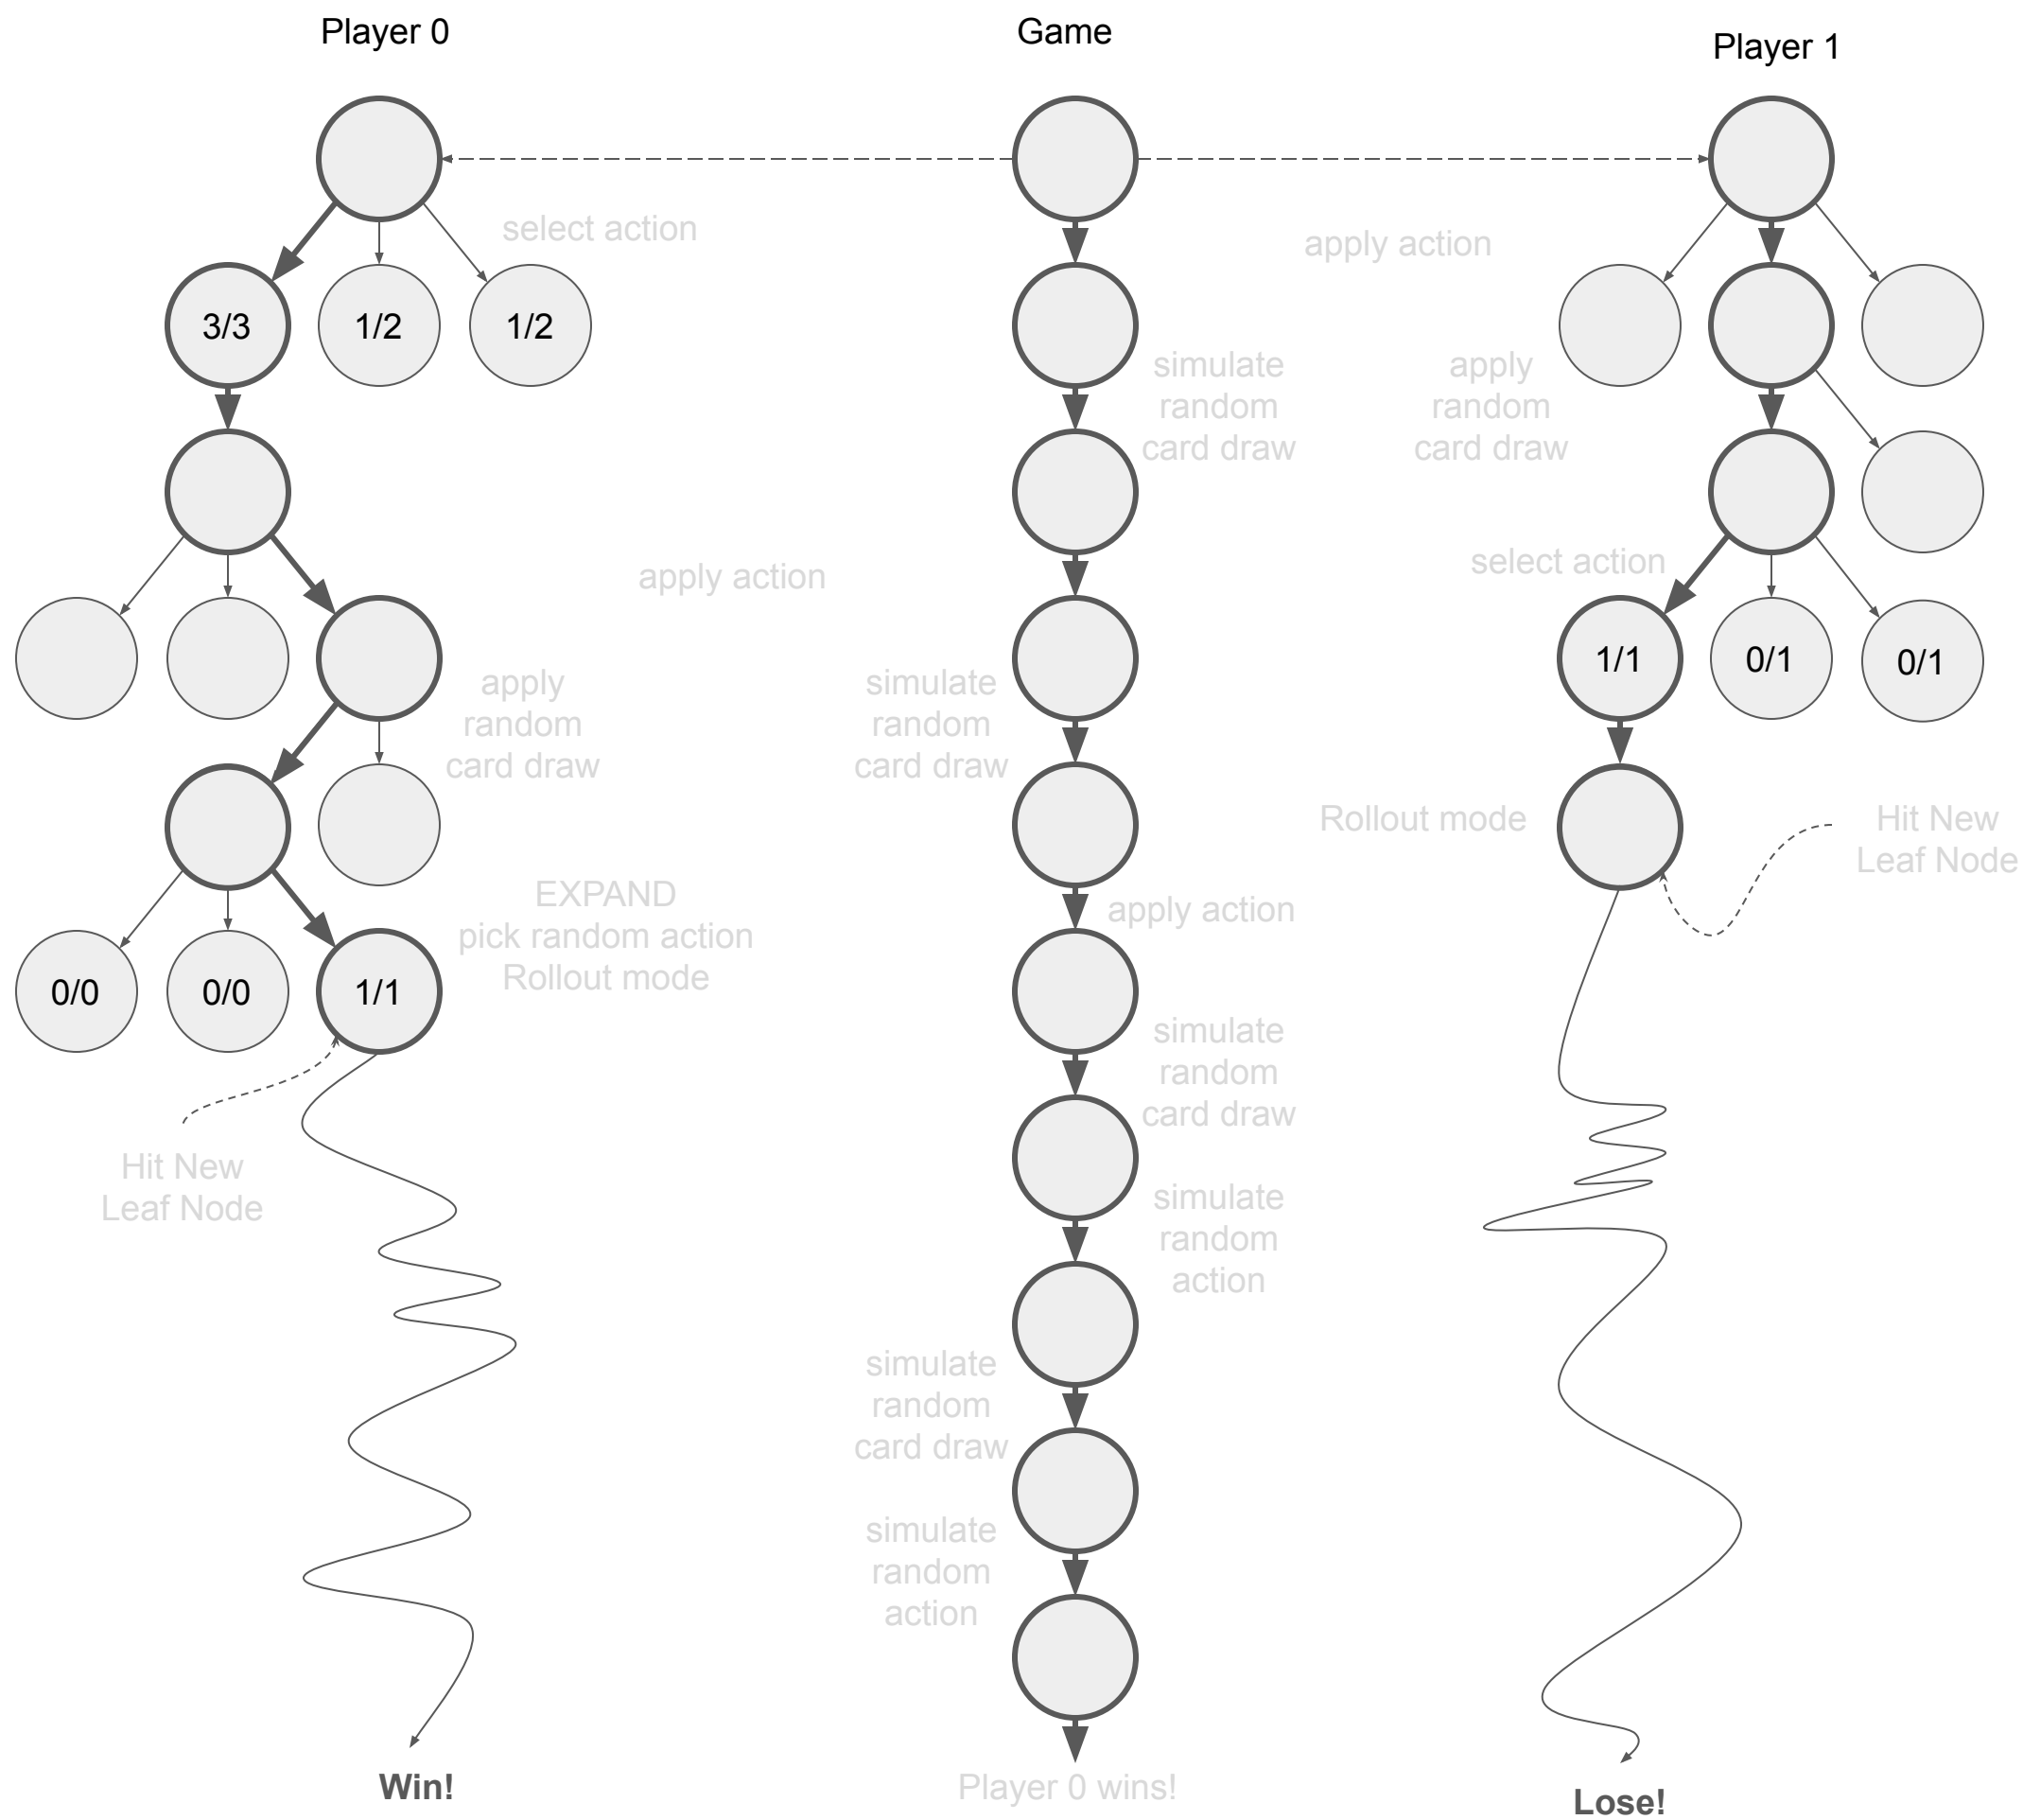 Player 0
Game
Player 1
select action
apply action
3/3
1/2
1/2
simulate
random
card draw
apply
random
card draw
apply action
select action
apply
random
card draw
simulate
random
card draw
1/1
0/1
0/1
Rollout mode
Hit New
Leaf Node
EXPAND
pick random action
Rollout mode
apply action
0/0
0/0
1/1
simulate
random
card draw
Hit New
Leaf Node
simulate
random
action
simulate
random
card draw
simulate
random
action
Win!
Player 0 wins!
Lose!